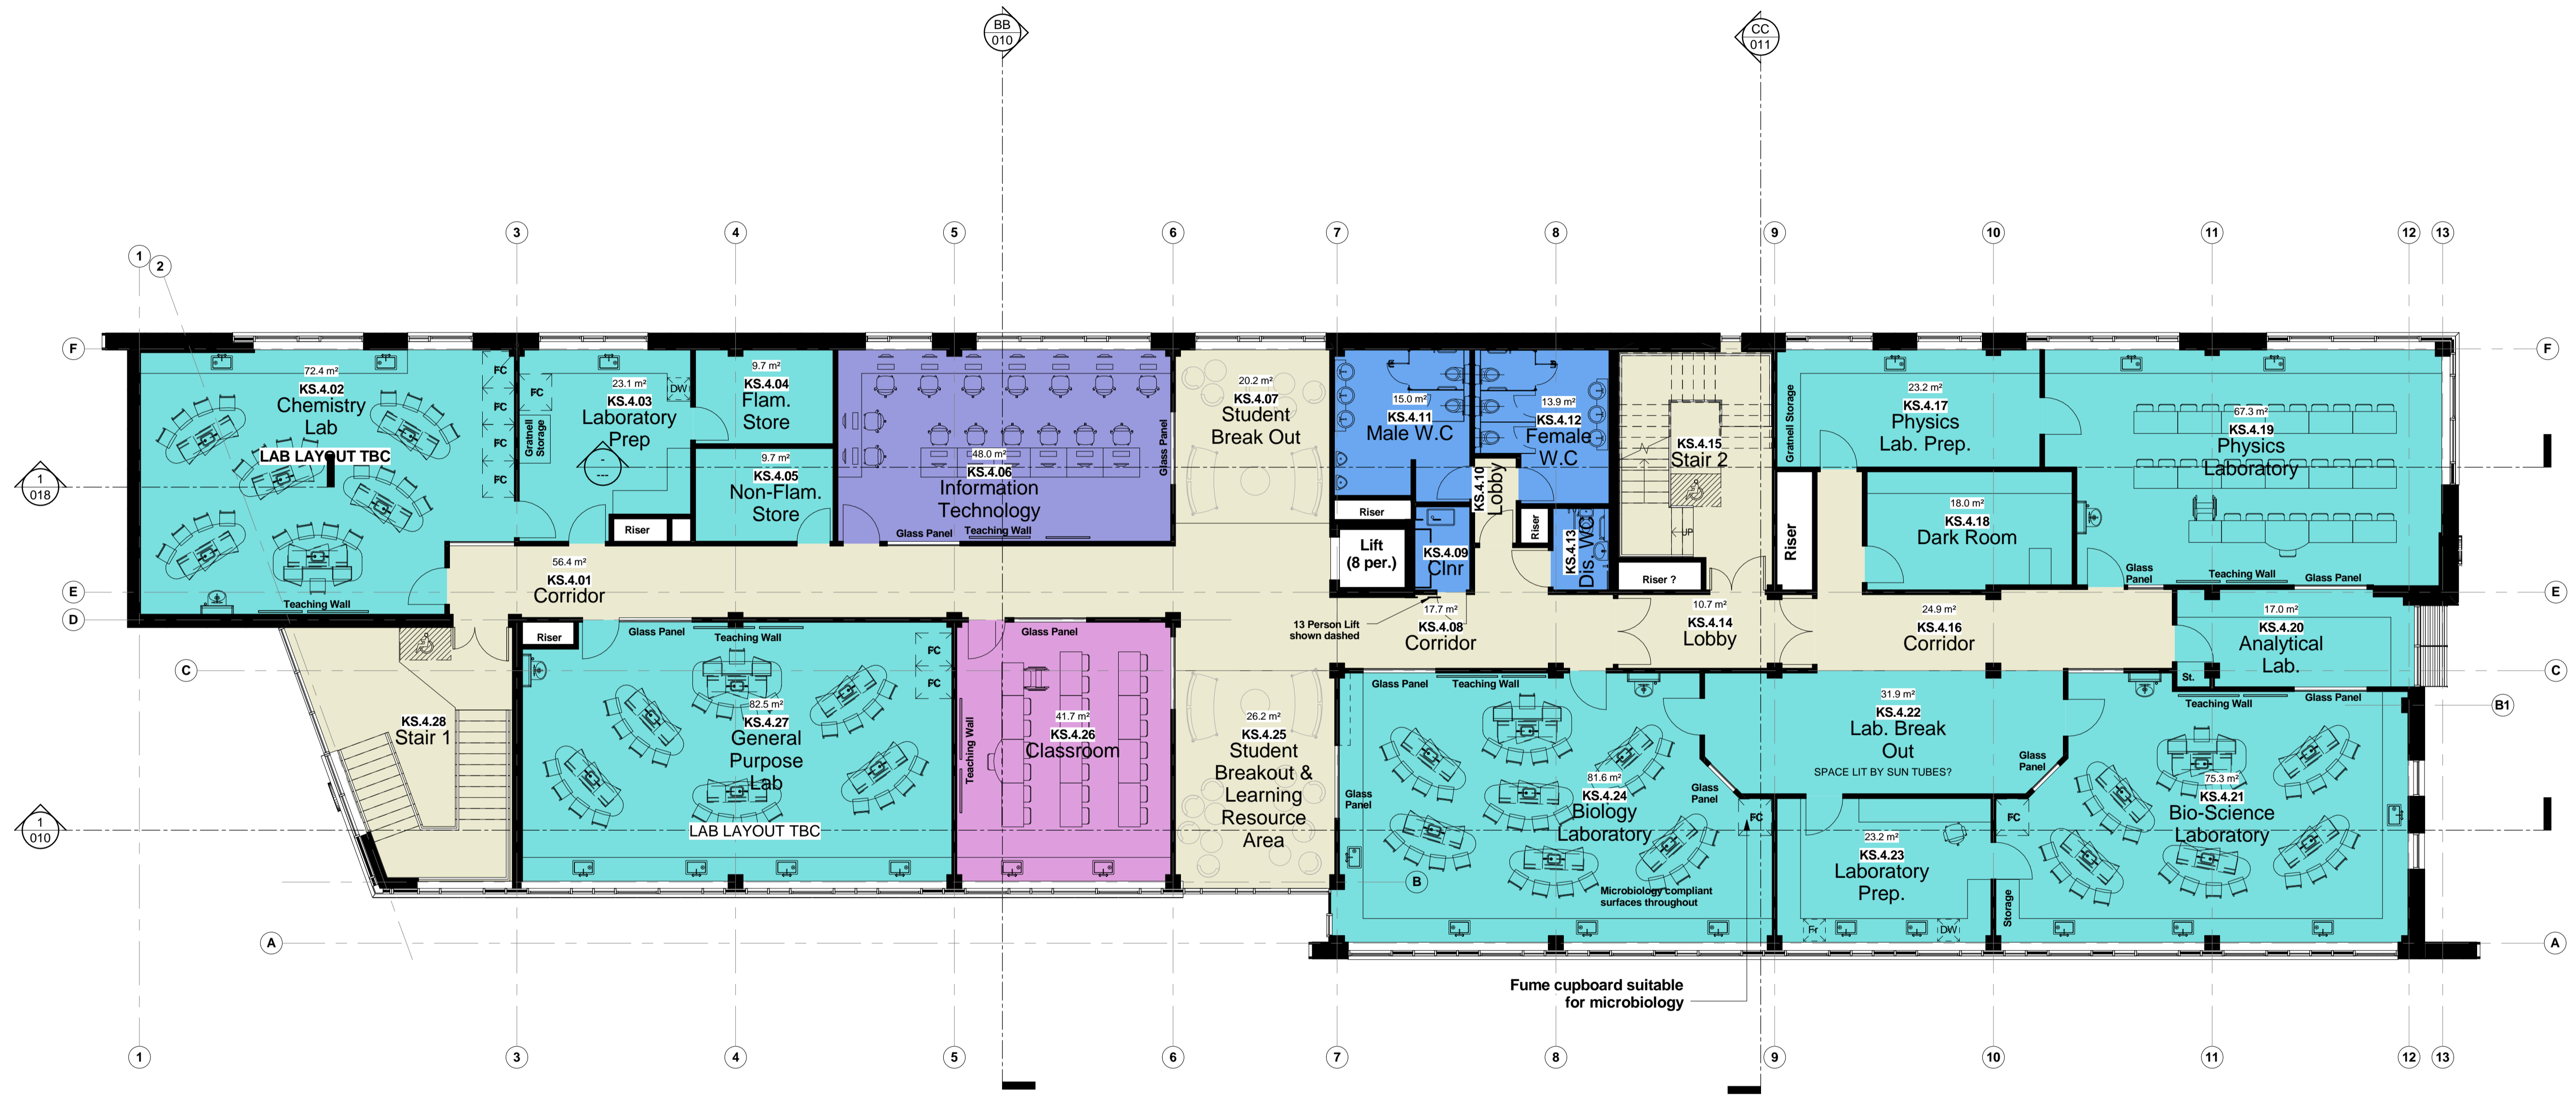 BB
010
CC
011
1
2
3
4
5
6
7
8
9
10
11
12
13
F
F
72.4 m²
KS.4.02
Chemistry
Lab
LAB LAYOUT TBC
FC
FC
FC
FC
Teaching Wall
FC
Gratnell
Storage
23.1 m²
KS.4.03
Laboratory
Prep
DW
-
---
Riser
9.7 m²
KS.4.04
Flam.
Store
9.7 m²
KS.4.05
Non-Flam.
Store
48.0 m²
KS.4.06
Information
Technology
Glass Panel
Teaching Wall
Glass Panel
20.2 m²
KS.4.07
Student
Break Out
15.0 m²
KS.4.11
Male W.C
13.9 m²
KS.4.12
Female
W.C
KS.4.10
Lobby
Riser
Lift
(8 per.)
KS.4.09
Clnr
Riser
KS.4.13
Dis. WC
KS.4.15
Stair 2
UP
Riser ?
Gratnell Storage
23.2 m²
KS.4.17
Physics
Lab. Prep.
Riser
18.0 m²
KS.4.18
Dark Room
67.3 m²
KS.4.19
Physics
Laboratory
Glass
Panel
Teaching Wall
Glass Panel
1
018
E
E
D
56.4 m²
KS.4.01
Corridor
13 Person Lift
shown dashed
17.7 m²
KS.4.08
Corridor
10.7 m²
KS.4.14
Lobby
24.9 m²
KS.4.16
Corridor
17.0 m²
KS.4.20
Analytical
Lab.
St.
C
C
B1
KS.4.28
Stair 1
Riser
Glass Panel
Teaching Wall
FC
FC
82.5 m²
KS.4.27
General
Purpose
Lab
LAB LAYOUT TBC
Glass Panel
Teaching Wall
41.7 m²
KS.4.26
Classroom
26.2 m²
KS.4.25
Student
Breakout &
Learning
Resource
Area
Glass Panel
Teaching Wall
Glass
Panel
81.6 m²
KS.4.24
Biology
Laboratory
Glass
Panel
FC
Microbiology compliant
surfaces throughout
B
31.9 m²
KS.4.22
Lab. Break
Out
SPACE LIT BY SUN TUBES?
Glass
Panel
23.2 m²
KS.4.23
Laboratory
Prep.
Fr
DW
FC
Storage
Teaching Wall
Glass Panel
75.3 m²
KS.4.21
Bio-Science
Laboratory
1
010
A
A
Fume cupboard suitable
for microbiology
1
3
4
5
6
7
8
9
10
11
12
13